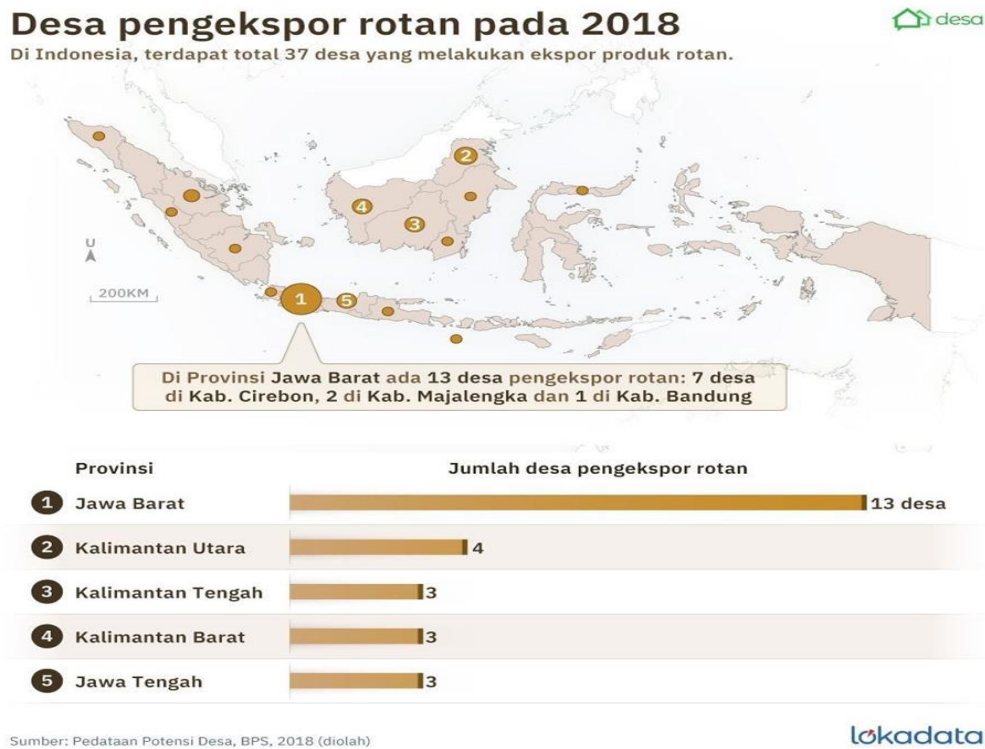 Desa pengekspor rotan pada 2018
desa
Di Indonesia, terdapat total 37 desa yang melakukan ekspor produk rotan.
2
4
3
U
200KM
1
5
Di Provinsi Jawa Barat ada 13 desa pengekspor rotan: 7 desa
di Kab. Cirebon, 2 di Kab. Majalengka dan 1 di Kab. Bandung
Provinsi Jumlah desa pengekspor rotan
1 Jawa Barat 13 desa
2 Kalimantan Utara 4
3 Kalimantan Tengah 3
4 Kalimantan Barat 3
5 Jawa Tengah 3
Sumber: Pedataan Potensi Desa, BPS, 2018 (diolah)
lokadata